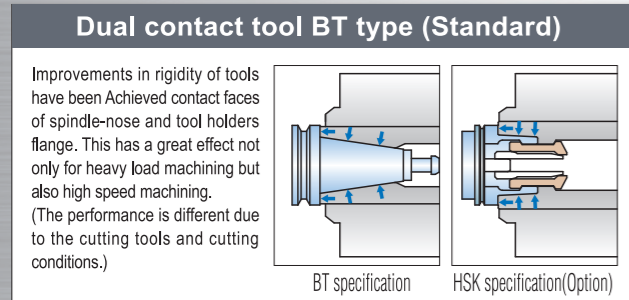 Dual contact tool BT type (Standard)
Improvements in rigidity of tools
have been Achieved contact faces
of spindle-nose and tool holders
flange. This has a great effect not
only for heavy load machining but
also high speed machining.
(The performance is different due
to the cutting tools and cutting
conditions.)
BT specification
HSK specification(Option)